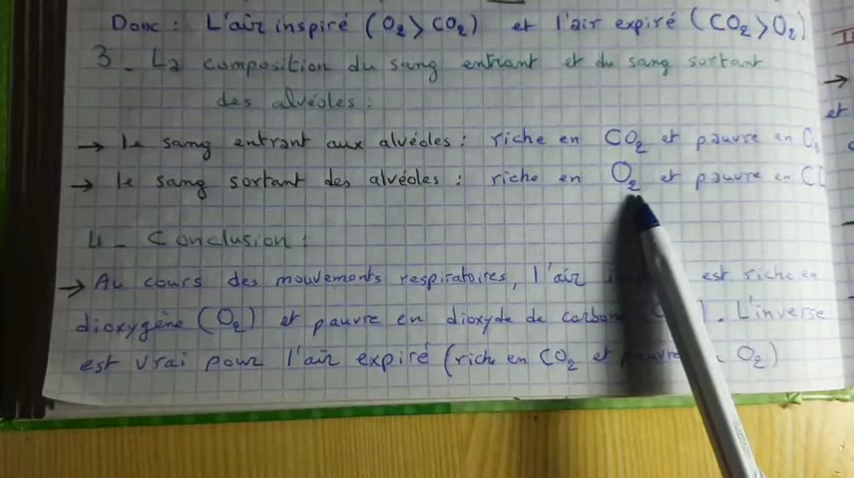 Donc : L'air inspiré (O₂ > CO₂) et l'air expiré (CO₂ > O₂)
3 - La composition du sang entrant et du sang sortant
des alvéoles :
→ le sang entrant aux alvéoles : riche en CO₂ et pauvre en O₂
→ le sang sortant des alvéoles : riche en O₂ et pauvre en
4 - Conclusion :
→ Au cours des mouvements respiratoires, l'air est riche en
dioxygène (O₂) et pauvre en dioxyde de . L'inverse
est vrai pour l'air expiré (riche en CO₂ et O₂)
→
et